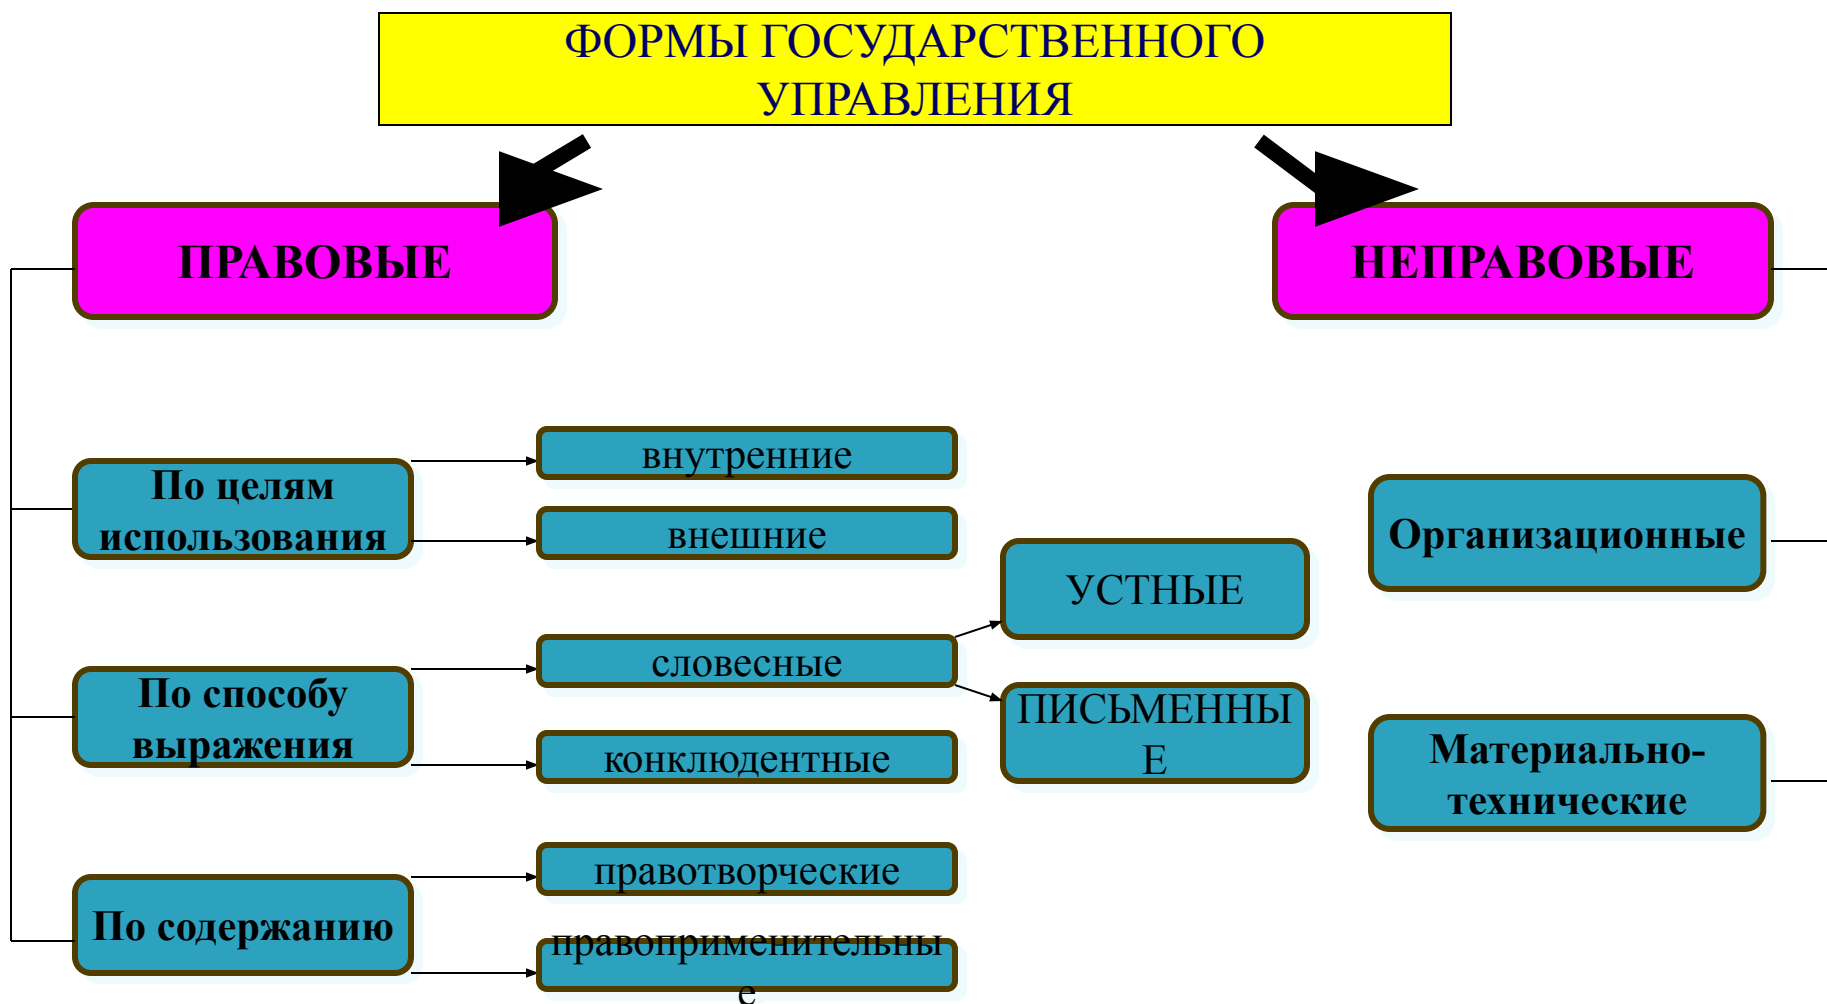 ФОРМЫ ГОСУДАРСТВЕННОГО
УПРАВЛЕНИЯ
ПРАВОВЫЕ
НЕПРАВОВЫЕ
По целям
использования
внутренние
внешние
По способу
выражения
словесные
конклюдентные
УСТНЫЕ
ПИСЬМЕННЫ
Е
По содержанию
правотворческие
правоприменительны
е
Организационные
Материально-
технические